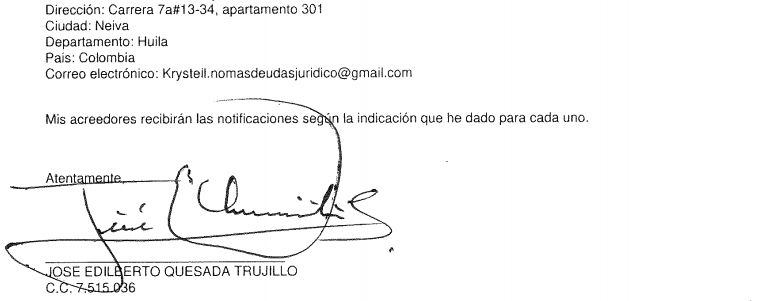 Dirección: Carrera 7a#13-34, apartamento 301
Ciudad: Neiva
Departamento: Huila
País: Colombia
Correo electrónico: Krysteil.nomasdeudasjuridico@gmail.com
Mis acreedores recibirán las notificaciones según la indicación que he dado para cada uno.
Atentamente,
José
JOSE EDILBERTO QUESADA TRUJILLO
C.C. 7.515.036